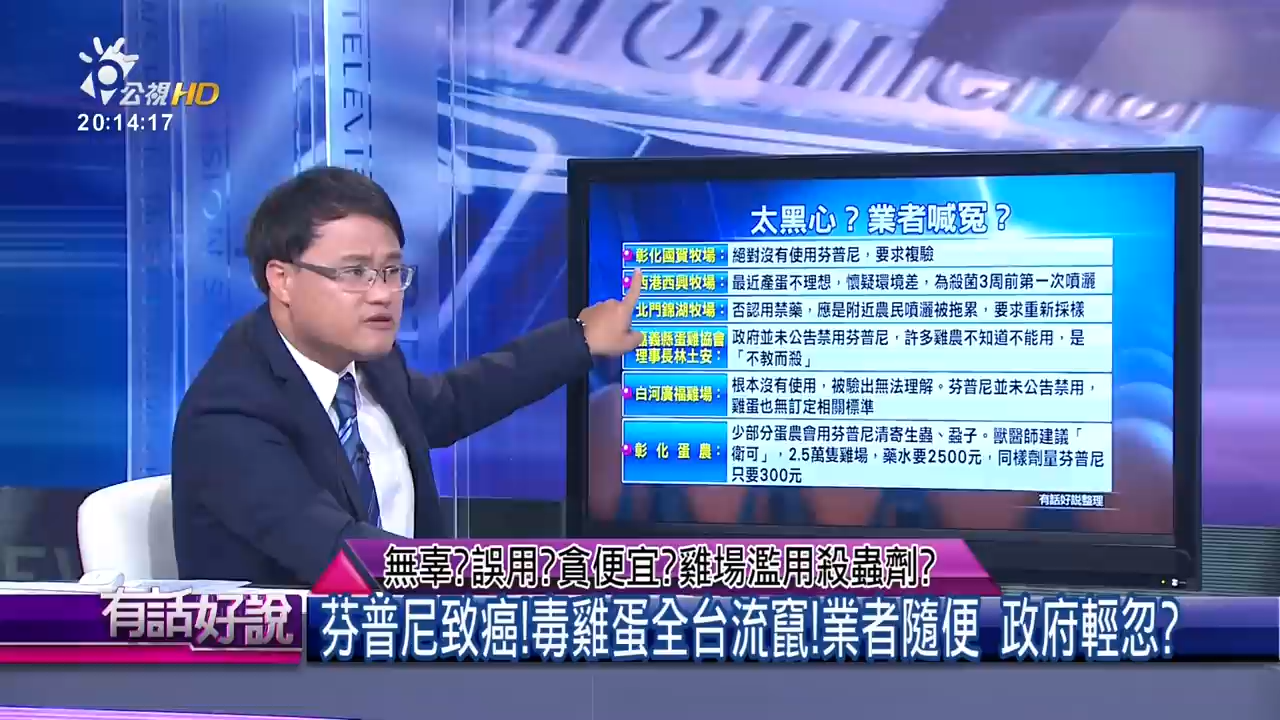 公視HD
20:14:17
太黑心？業者喊冤？
彰化國賀牧場：絕對沒有使用芬普尼，要求複驗
西港西興牧場：最近產蛋不理想，懷疑環境差，為殺菌3周前第一次噴灑
北門錦湖牧場：否認用禁藥，應是附近農民噴灑被拖累，要求重新採樣
嘉義縣蛋雞協會
理事長林土安：
政府並未公告禁用芬普尼，許多雞農不知道不能用，是
「不教而殺」
白河廣福雞場：
根本沒有使用，被驗出無法理解。芬普尼並未公告禁用，
雞蛋也無訂定相關標準
彰化蛋農：
少部分蛋農會用芬普尼清寄生蟲、蝨子。獸醫師建議「
衛可」，2.5萬隻雞場，藥水要2500元，同樣劑量芬普尼
只要300元
有話好說整理
無辜?誤用?貪便宜?雞場濫用殺蟲劑?
有話好說
芬普尼致癌!毒雞蛋全台流竄!業者隨便 政府輕忽?